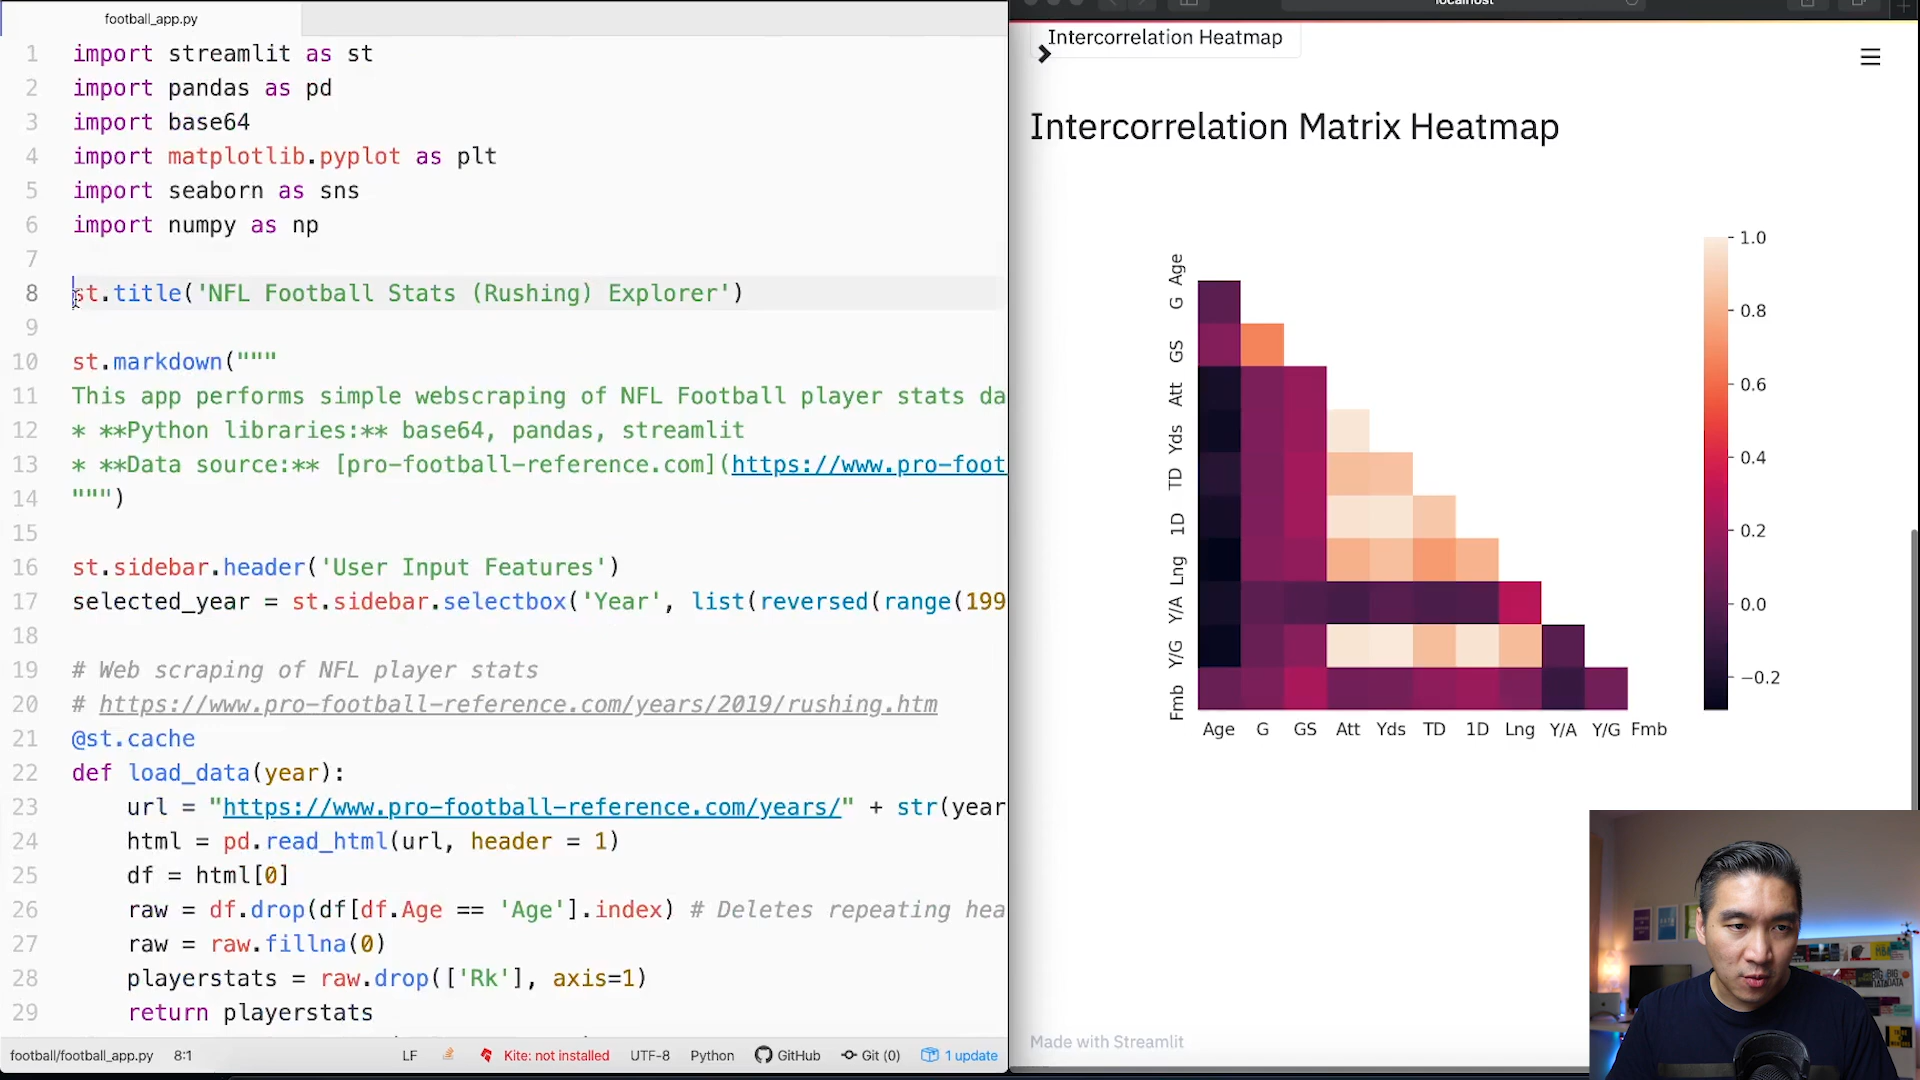 football_app.py
1 import streamlit as st
2 import pandas as pd
3 import base64
4 import matplotlib.pyplot as plt
5 import seaborn as sns
6 import numpy as np
7
8 st.title('NFL Football Stats (Rushing) Explorer')
9
10 st.markdown("""
11 This app performs simple webscraping of NFL Football player stats da
12 * **Python libraries:** base64, pandas, streamlit
13 * **Data source:** [pro-football-reference.com](https://www.pro-foot
14 """)
15
16 st.sidebar.header('User Input Features')
17 selected_year = st.sidebar.selectbox('Year', list(reversed(range(199
18
19 # Web scraping of NFL player stats
20 # https://www.pro-football-reference.com/years/2019/rushing.htm
21 @st.cache
22 def load_data(year):
23 url = "https://www.pro-football-reference.com/years/" + str(year
24 html = pd.read_html(url, header = 1)
25 df = html[0]
26 raw = df.drop(df[df.Age == 'Age'].index) # Deletes repeating hea
27 raw = raw.fillna(0)
28 playerstats = raw.drop(['Rk'], axis=1)
29 return playerstats
football/football_app.py 8:1 LF Kite: not installed UTF-8 Python GitHub Git (0) 1 update
localhost
Intercorrelation Heatmap
Intercorrelation Matrix Heatmap
Age
G
GS
Att
Yds
TD
1D
Lng
Y/A
Y/G
Fmb
Age G GS Att Yds TD 1D Lng Y/A Y/G Fmb
1.0
0.8
0.6
0.4
0.2
0.0
−0.2
Made with Streamlit